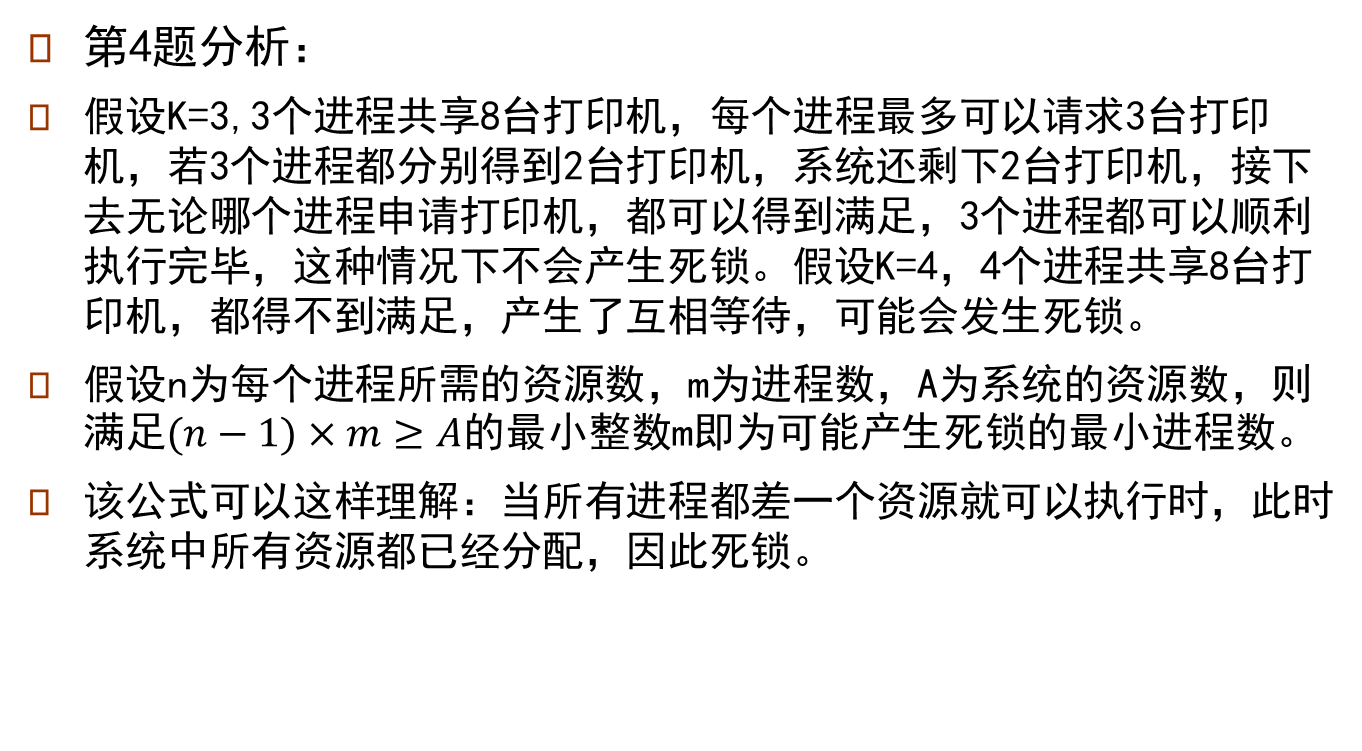 第4题分析：
假设K=3,3个进程共享8台打印机，每个进程最多可以请求3台打印
机，若3个进程都分别得到2台打印机，系统还剩下2台打印机，接下
去无论哪个进程申请打印机，都可以得到满足，3个进程都可以顺利
执行完毕，这种情况下不会产生死锁。假设K=4，4个进程共享8台打
印机，都得不到满足，产生了互相等待，可能会发生死锁。
假设n为每个进程所需的资源数，m为进程数，A为系统的资源数，则
满足(n − 1) × m ≥ A的最小整数m即为可能产生死锁的最小进程数。
该公式可以这样理解：当所有进程都差一个资源就可以执行时，此时
系统中所有资源都已经分配，因此死锁。